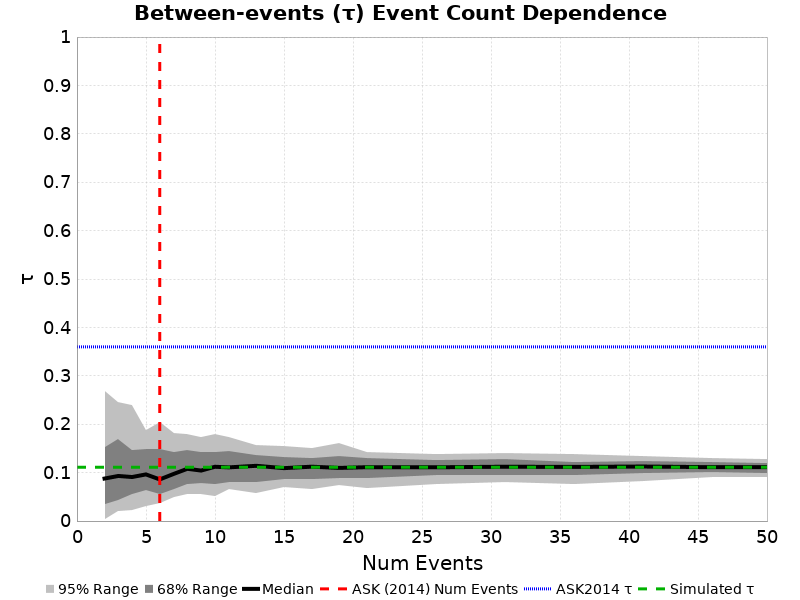 Between-events (τ) Event Count Dependence
1
0.9
0.8
0.7
0.6
0.5
0.4
0.3
0.2
0.1
0
τ
0 5 10 15 20 25 30 35 40 45 50
Num Events
95% Range 68% Range Median ASK (2014) Num Events ASK2014 τ Simulated τ